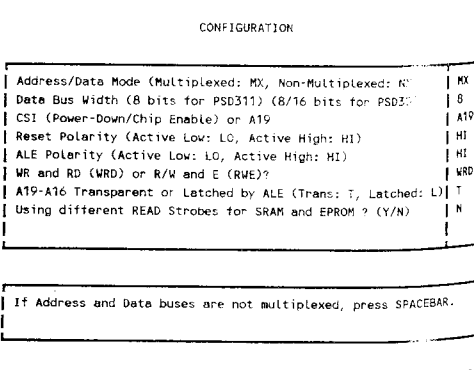 CONFIGURATION
Address/Data Mode (Multiplexed: MX, Non-Multiplexed: MX
Data Bus Width (8 bits for PSD311) (8/16 bits for 8
CSI (Power-Down/Chip Enable) or A19 A19
Reset Polarity (Active Low: LO, Active High: HI) HI
ALE Polarity (Active Low: LO, Active High: HI) HI
WR and RD (WRD) or R/W and E (RWE)? WRD
A19-A16 Transparent or Latched by ALE (Trans: T, Latched: L) T
Using different READ Strobes for SRAM and EPROM ? (Y/N) N
If Address and Data buses are not multiplexed, press SPACEBAR.